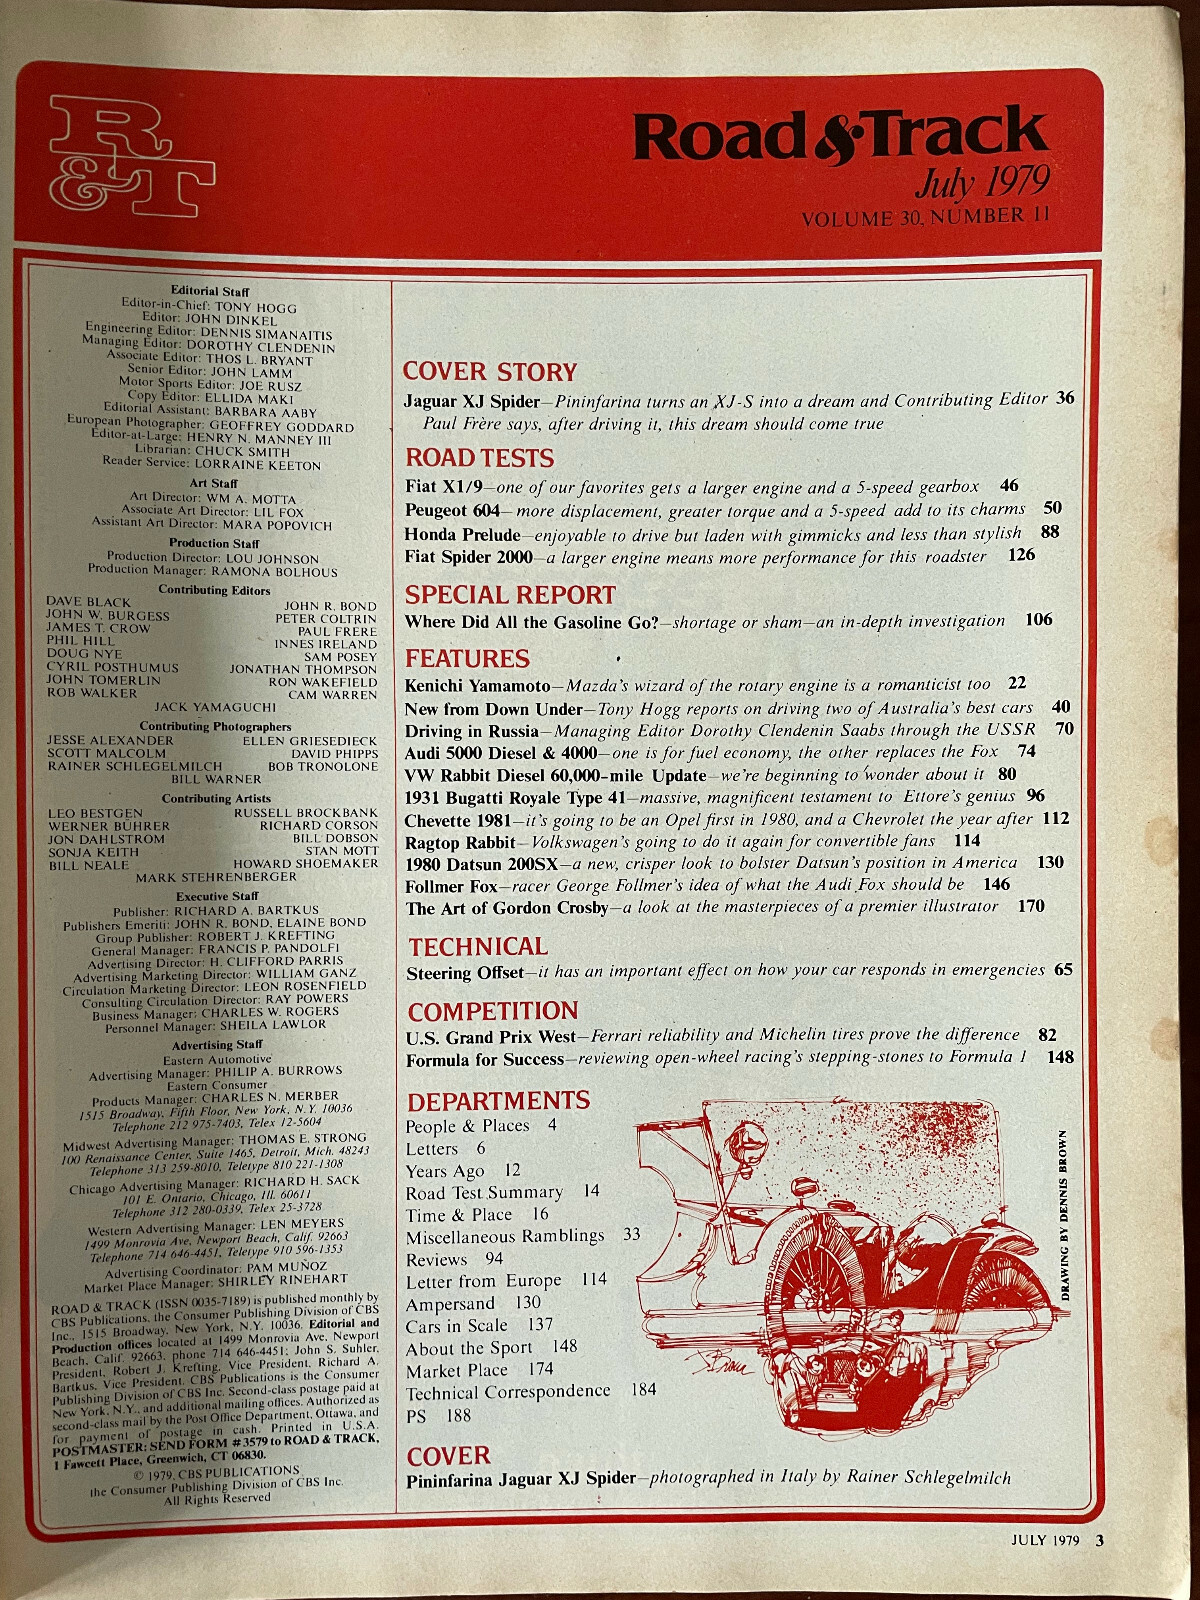 R
&T
Road & Track
July 1979
VOLUME 30, NUMBER 11
Editorial Staff
Editor-in-Chief: TONY HOGG
Editor: JOHN DINKEL
Engineering Editor: DENNIS SIMANAITIS
Managing Editor: DOROTHY CLENDENIN
Associate Editor: THOS L. BRYANT
Senior Editor: JOHN LAMM
Motor Sports Editor: JOE RUSZ
Copy Editor: ELLIDA MAKI
Editorial Assistant: BARBARA AABY
European Photographer: GEOFFREY GODDARD
Editor-at-Large: HENRY N. MANNEY III
Librarian: CHUCK SMITH
Reader Service: LORRAINE KEETON
Art Staff
Art Director: WM A. MOTTA
Associate Art Director: LIL FOX
Assistant Art Director: MARA POPOVICH
Production Staff
Production Director: LOU JOHNSON
Production Manager: RAMONA BOLHOUS
Contributing Editors
DAVE BLACK JOHN R. BOND
JOHN W. BURGESS PETER COLTRIN
JAMES T. CROW PAUL FRERE
PHIL HILL INNES IRELAND
DOUG NYE SAM POSEY
CYRIL POSTHUMUS JONATHAN THOMPSON
JOHN TOMERLIN RON WAKEFIELD
ROB WALKER CAM WARREN
JACK YAMAGUCHI
Contributing Photographers
JESSE ALEXANDER ELLEN GRIESEDIECK
SCOTT MALCOLM DAVID PHIPPS
RAINER SCHLEGELMILCH BOB TRONOLONE
BILL WARNER
Contributing Artists
LEO BESTGEN RUSSELL BROCKBANK
WERNER BÜHRER RICHARD CORSON
JON DAHLSTROM BILL DOBSON
SONJA KEITH STAN MOTT
BILL NEALE HOWARD SHOEMAKER
MARK STEHRENBERGER
Executive Staff
Publisher: RICHARD A. BARTKUS
Publishers Emeriti: JOHN R. BOND, ELAINE BOND
Group Publisher: ROBERT J. KREFTING
General Manager: FRANCIS P. PANDOLFI
Advertising Director: H. CLIFFORD PARRIS
Advertising Marketing Director: WILLIAM GANZ
Circulation Marketing Director: LEON ROSENFIELD
Consulting Circulation Director: RAY POWERS
Business Manager: CHARLES W. ROGERS
Personnel Manager: SHEILA LAWLOR
Advertising Staff
Eastern Automotive
Advertising Manager: PHILIP A. BURROWS
Eastern Consumer
Products Manager: CHARLES N. MERBER
1515 Broadway, Fifth Floor, New York, N.Y. 10036
Telephone 212 975-7403, Telex 12-5604
Midwest Advertising Manager: THOMAS E. STRONG
100 Renaissance Center, Suite 1465, Detroit, Mich. 48243
Telephone 313 259-8010, Teletype 810 221-1308
Chicago Advertising Manager: RICHARD H. SACK
101 E. Ontario, Chicago, Ill. 60611
Telephone 312 280-0339, Telex 25-3728
Western Advertising Manager: LEN MEYERS
1499 Monrovia Ave, Newport Beach, Calif. 92663
Telephone 714 646-4451, Teletype 910 596-1353
Advertising Coordinator: PAM MUÑOZ
Market Place Manager: SHIRLEY RINEHART
ROAD & TRACK (ISSN 0035-7189) is published monthly by
CBS Publications, the Consumer Publishing Division of CBS
Inc., 1515 Broadway, New York, N.Y. 10036. Editorial and
Production offices located at 1499 Monrovia Ave, Newport
Beach, Calif. 92663, phone 714 646-4451; John S. Suhler,
President, Robert J. Krefting, Vice President, Richard A.
Bartkus, Vice President. CBS Publications is the Consumer
Publishing Division of CBS Inc. Second-class postage paid at
New York, N.Y., and additional mailing offices. Authorized as
second-class mail by the Post Office Department, Ottawa, and
for payment of postage in cash. Printed in U.S.A.
POSTMASTER: SEND FORM #3579 to ROAD & TRACK,
1 Fawcett Place, Greenwich, CT 06830.
© 1979, CBS PUBLICATIONS
the Consumer Publishing Division of CBS Inc.
All Rights Reserved
COVER STORY
Jaguar XJ Spider—Pininfarina turns an XJ-S into a dream and Contributing Editor 36
Paul Frère says, after driving it, this dream should come true
ROAD TESTS
Fiat X1/9—one of our favorites gets a larger engine and a 5-speed gearbox 46
Peugeot 604—more displacement, greater torque and a 5-speed add to its charms 50
Honda Prelude—enjoyable to drive but laden with gimmicks and less than stylish 88
Fiat Spider 2000—a larger engine means more performance for this roadster 126
SPECIAL REPORT
Where Did All the Gasoline Go?—shortage or sham—an in-depth investigation 106
FEATURES
Kenichi Yamamoto—Mazda's wizard of the rotary engine is a romanticist too 22
New from Down Under—Tony Hogg reports on driving two of Australia's best cars 40
Driving in Russia—Managing Editor Dorothy Clendenin Saabs through the USSR 70
Audi 5000 Diesel & 4000—one is for fuel economy, the other replaces the Fox 74
VW Rabbit Diesel 60,000-mile Update—we're beginning to wonder about it 80
1931 Bugatti Royale Type 41—massive, magnificent testament to Ettore's genius 96
Chevette 1981—it's going to be an Opel first in 1980, and a Chevrolet the year after 112
Ragtop Rabbit—Volkswagen's going to do it again for convertible fans 114
1980 Datsun 200SX—a new, crisper look to bolster Datsun's position in America 130
Follmer Fox—racer George Follmer's idea of what the Audi Fox should be 146
The Art of Gordon Crosby—a look at the masterpieces of a premier illustrator 170
TECHNICAL
Steering Offset—it has an important effect on how your car responds in emergencies 65
COMPETITION
U.S. Grand Prix West—Ferrari reliability and Michelin tires prove the difference 82
Formula for Success—reviewing open-wheel racing's stepping-stones to Formula 1 148
DEPARTMENTS
People & Places 4
Letters 6
Years Ago 12
Road Test Summary 14
Time & Place 16
Miscellaneous Ramblings 33
Reviews 94
Letter from Europe 114
Ampersand 130
Cars in Scale 137
About the Sport 148
Market Place 174
Technical Correspondence 184
PS 188
DRAWING BY DENNIS BROWN
D Brown
COVER
Pininfarina Jaguar XJ Spider—photographed in Italy by Rainer Schlegelmilch
JULY 1979 3